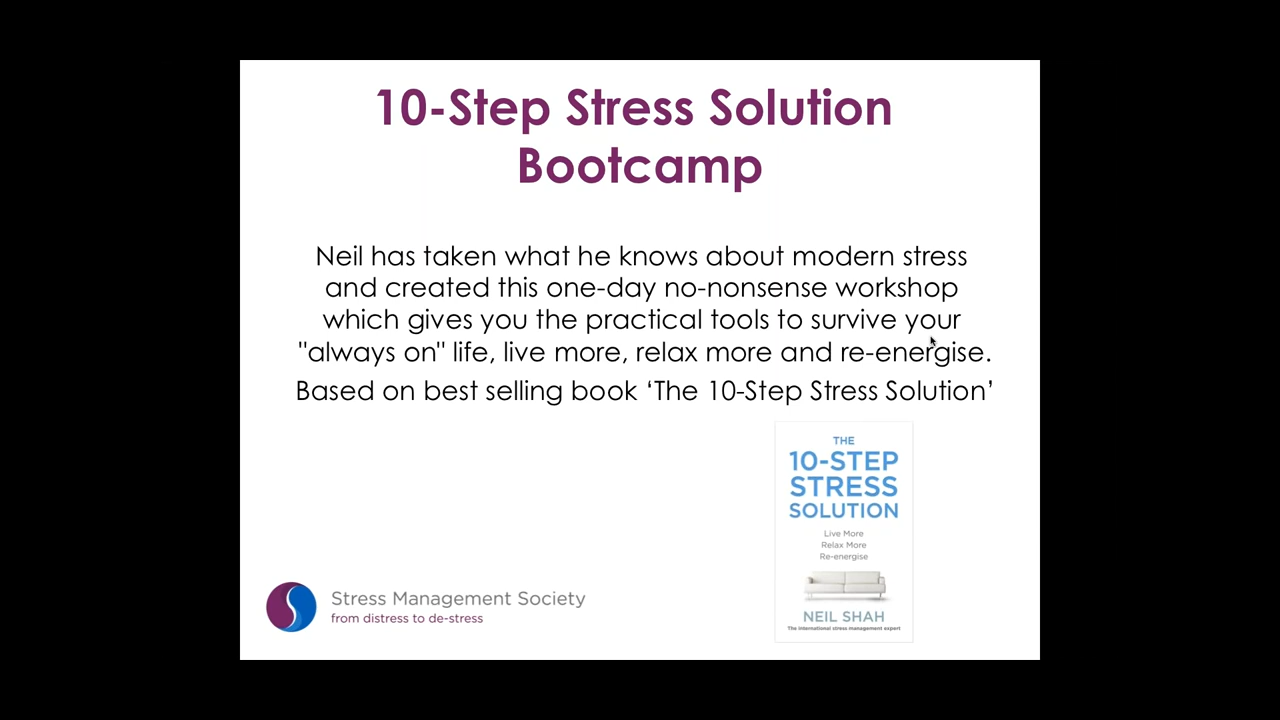 10-Step Stress Solution
Bootcamp
Neil has taken what he knows about modern stress
and created this one-day no-nonsense workshop
which gives you the practical tools to survive your
"always on" life, live more, relax more and re-energise.
Based on best selling book ‘The 10-Step Stress Solution’
THE
10-STEP
STRESS
SOLUTION
Live More
Relax More
Re-energise
NEIL SHAH
The international stress management expert
Stress Management Society
from distress to de-stress